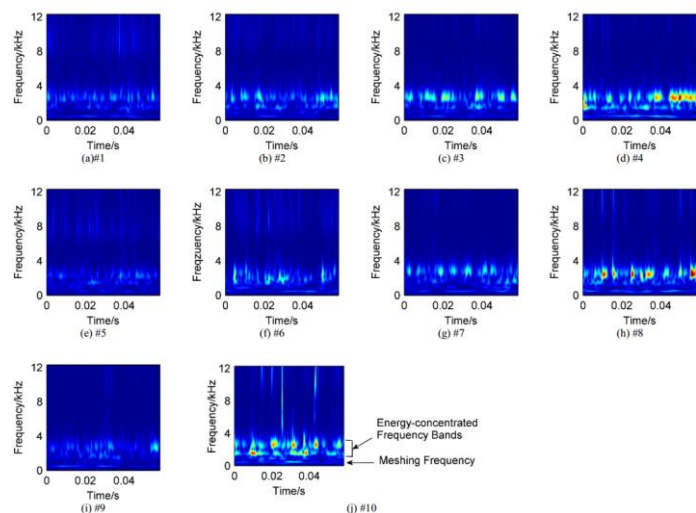 Frequency/kHz
12
8
4
0
0 0.02 0.04
Time/s
(a)#1
Frequency/kHz
12
8
4
0
0 0.02 0.04
Time/s
(b) #2
Frequency/kHz
12
8
4
0
0 0.02 0.04
Time/s
(c) #3
Frequency/kHz
12
8
4
0
0 0.02 0.04
Time/s
(d) #4
Frequency/kHz
12
8
4
0
0 0.02 0.04
Time/s
(e) #5
Freqzuency/kHz
12
8
4
0
0 0.02 0.04
Time/s
(f) #6
Frequency/kHz
12
8
4
0
0 0.02 0.04
Time/s
(g) #7
Frequency/kHz
12
8
4
0
0 0.02 0.04
Time/s
(h) #8
Frequency/kHz
12
8
4
0
0 0.02 0.04
Time/s
(i) #9
Frequency/kHz
12
8
4
0
0 0.02 0.04
Time/s
Energy-concentrated
Frequency Bands
Meshing Frequency
(j) #10